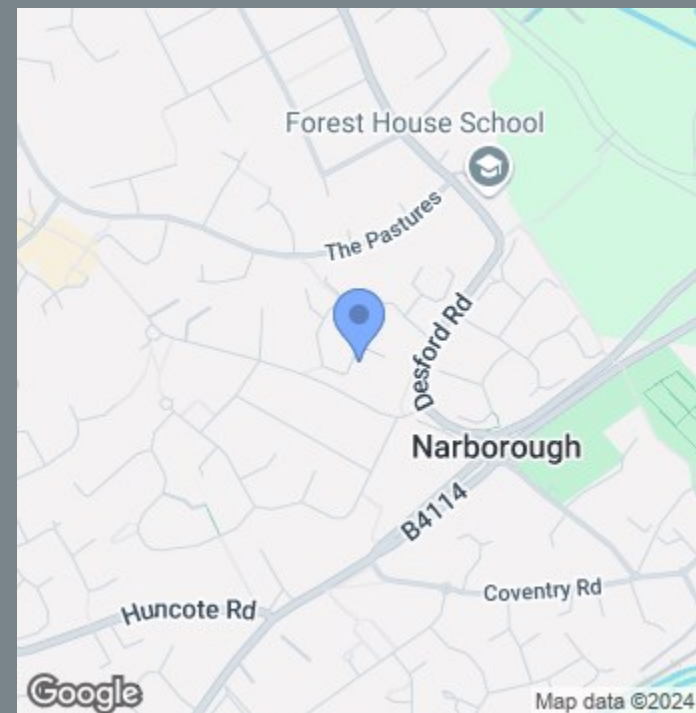 Forest House School
The Pastures
Desford Rd
Narborough
B4114
Coventry Rd
Huncote Rd
Google
Map data ©2024